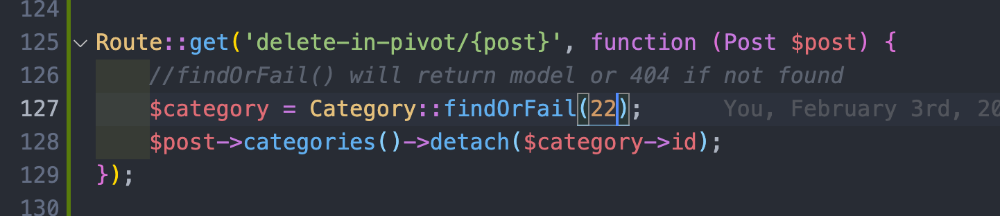 124
125 Route::get('delete-in-pivot/{post}', function (Post $post) {
126 //findOrFail() will return model or 404 if not found
127 $category = Category::findOrFail(22); You, February 3rd, 20
128 $post->categories()->detach($category->id);
129 });
130